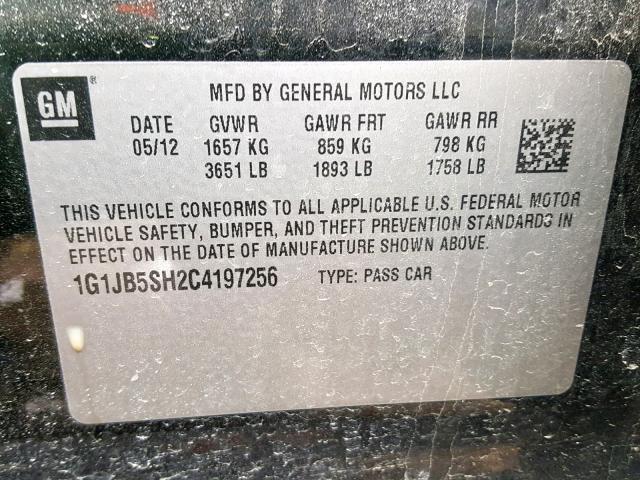 GM®
MFD BY GENERAL MOTORS LLC
DATE GVWR GAWR FRT GAWR RR
05/12 1657 KG 859 KG 798 KG
3651 LB 1893 LB 1758 LB
THIS VEHICLE CONFORMS TO ALL APPLICABLE U.S. FEDERAL MOTOR
VEHICLE SAFETY, BUMPER, AND THEFT PREVENTION STANDARDS IN
EFFECT ON THE DATE OF MANUFACTURE SHOWN ABOVE.
1G1JB5SH2C4197256 TYPE: PASS CAR